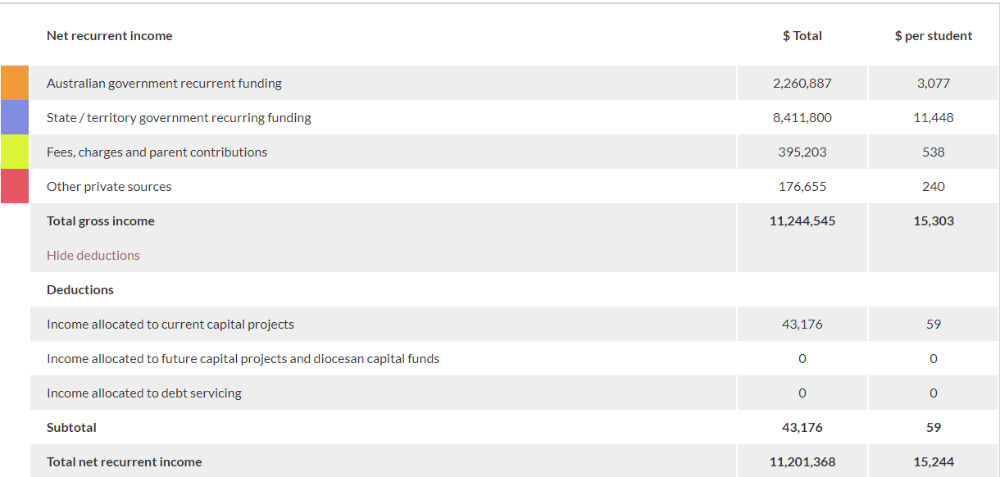 Net recurrent income $ Total $ per student
Australian government recurrent funding 2,260,887 3,077
State / territory government recurring funding 8,411,800 11,448
Fees, charges and parent contributions 395,203 538
Other private sources 176,655 240
Total gross income 11,244,545 15,303
Hide deductions
Deductions
Income allocated to current capital projects 43,176 59
Income allocated to future capital projects and diocesan capital funds 0 0
Income allocated to debt servicing 0 0
Subtotal 43,176 59
Total net recurrent income 11,201,368 15,244